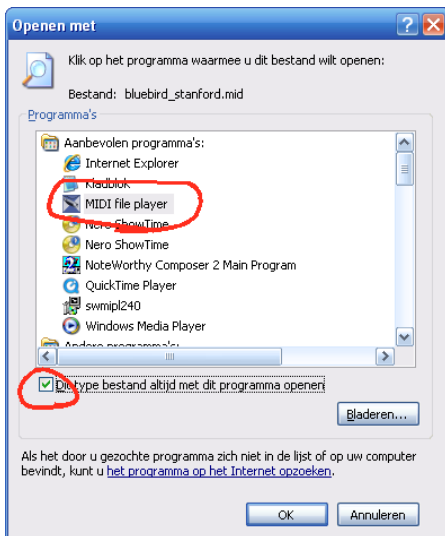 Openen met
Klik op het programma waarmee u dit bestand wilt openen:
Bestand: bluebird_stanford.mid
Programma's
Aanbevolen programma's:
Internet Explorer
Kladblok
MIDI file player
Nero ShowTime
Nero ShowTime
NoteWorthy Composer 2 Main Program
QuickTime Player
swmipl240
Windows Media Player
Andere programma's:
Dit type bestand altijd met dit programma openen
Bladeren...
Als het door u gezochte programma zich niet in de lijst of op uw computer
bevindt, kunt u het programma op het Internet opzoeken.
OK Annuleren